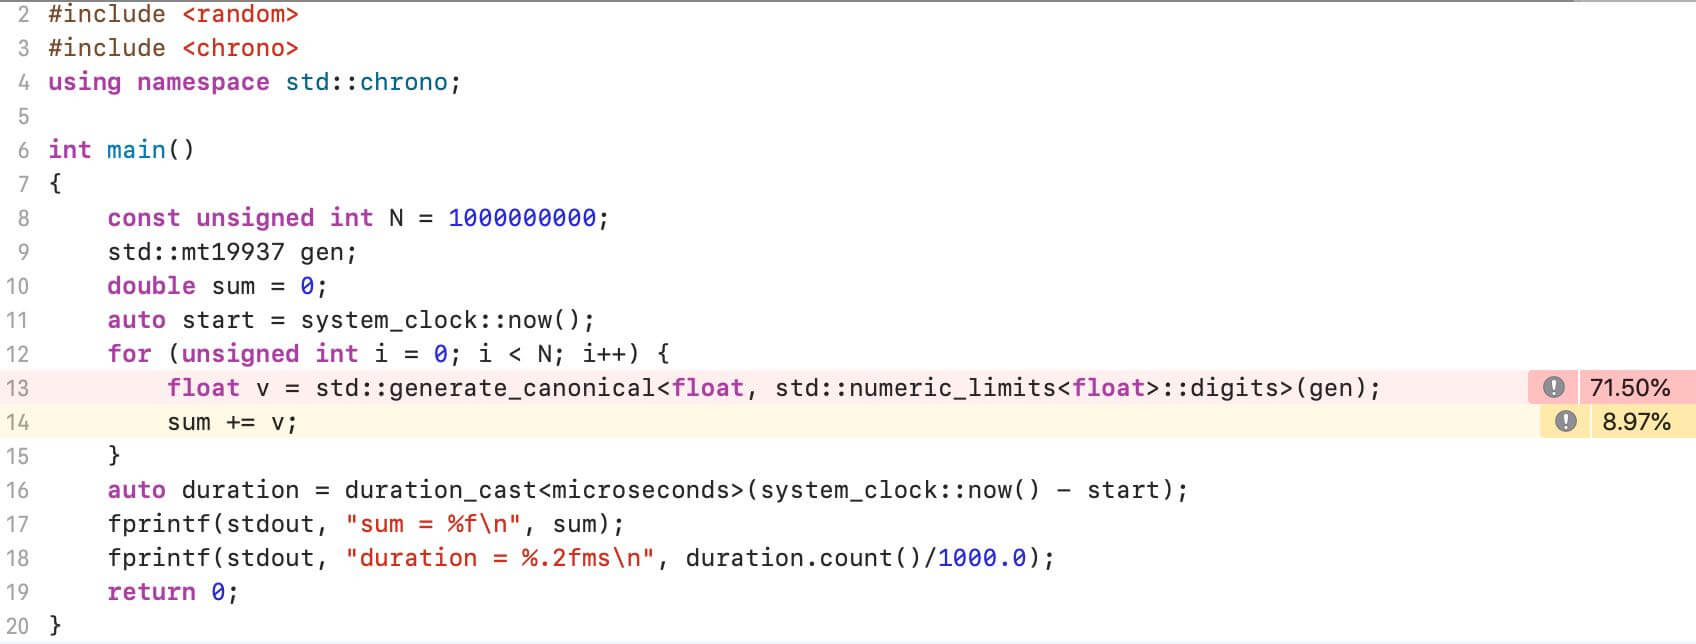 2 #include <random>
3 #include <chrono>
4 using namespace std::chrono;
5
6 int main()
7 {
8     const unsigned int N = 1000000000;
9     std::mt19937 gen;
10     double sum = 0;
11     auto start = system_clock::now();
12     for (unsigned int i = 0; i < N; i++) {
13         float v = std::generate_canonical<float, std::numeric_limits<float>::digits>(gen); 71.50%
14         sum += v; 8.97%
15     }
16     auto duration = duration_cast<microseconds>(system_clock::now() - start);
17     fprintf(stdout, "sum = %f\n", sum);
18     fprintf(stdout, "duration = %.2fms\n", duration.count()/1000.0);
19     return 0;
20 }